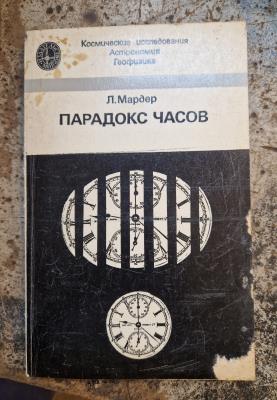 Космические исследования
Астрономия
Геофизика
Л. Мардер
ПАРАДОКС ЧАСОВ